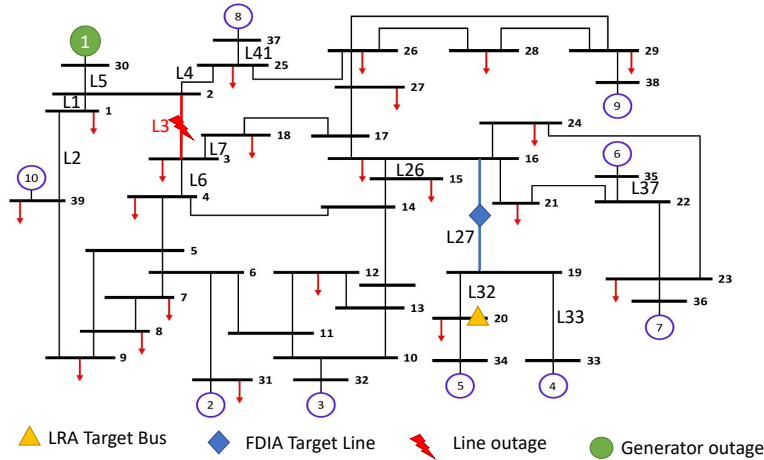 8
37
L41
25
26
28
29
38
9
1
30
L5
L4
2
L1
1
L3
27
L2
L7
18
17
24
3
16
6
35
L37
22
10
39
L6
4
L26
15
14
21
L27
5
6
12
19
23
7
13
L32
L33
20
36
7
8
11
9
10
31
32
34
33
2
3
5
4
LRA Target Bus
FDIA Target Line
Line outage
Generator outage